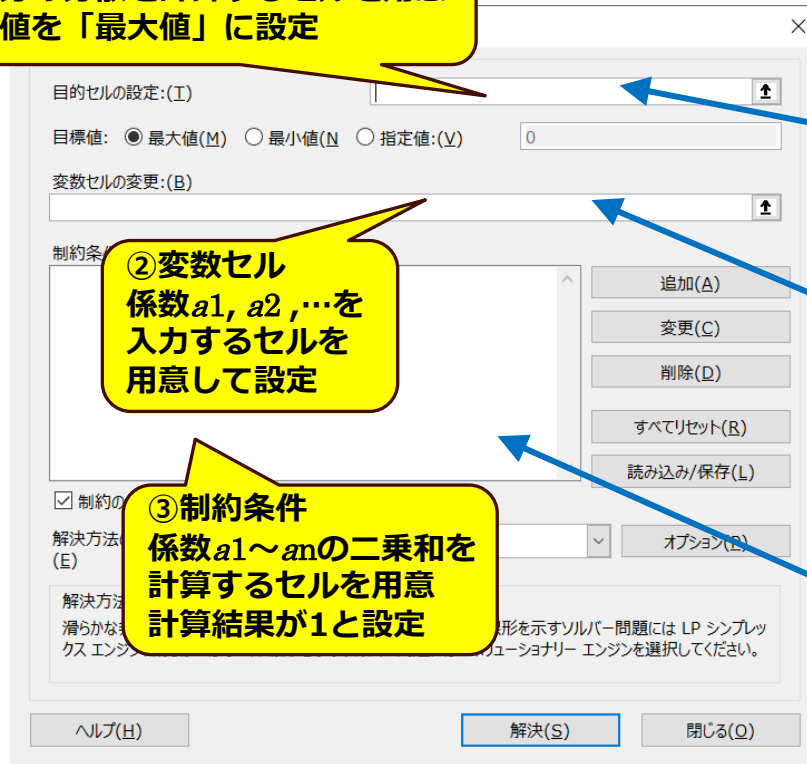 値を「最大値」に設定
目的セルの設定:(T)
目標値: 最大値(M) 最小値(N 指定値:(V) 0
変数セルの変更:(B)
制約条
②変数セル
係数a1, a2 ,…を
入力するセルを
用意して設定
追加(A)
変更(C)
削除(D)
すべてリセット(R)
読み込み/保存(L)
制約の
③制約条件
係数a1～anの二乗和を
計算するセルを用意
計算結果が1と設定
解決方法
(E)
オプション(P)
解決方法
滑らかな 形を示すソルバー問題には LP シンプレッ
クス エンジン ューショナリー エンジンを選択してください。
ヘルプ(H) 解決(S) 閉じる(O)